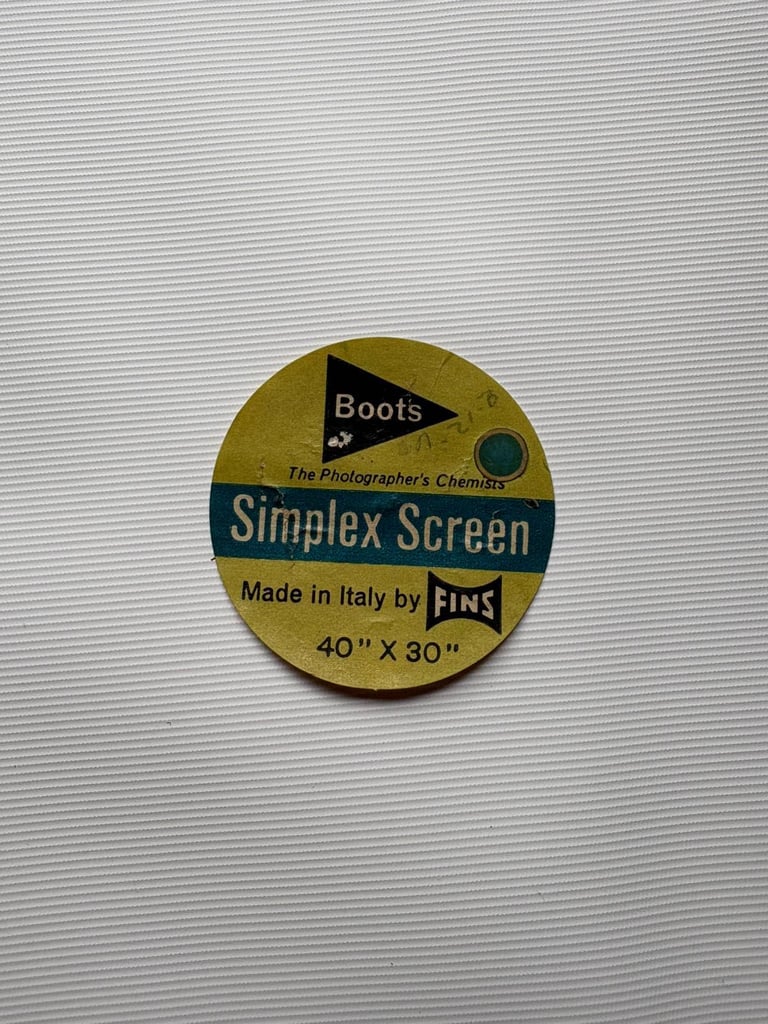 Boots
The Photographer's Chemists
Simplex Screen
Made in Italy by FINS
40" X 30"